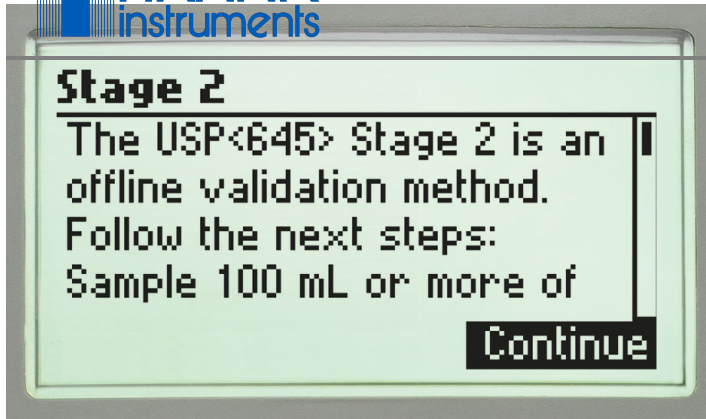 instruments
Stage 2
The USP<645> Stage 2 is an
offline validation method.
Follow the next steps:
Sample 100 mL or more of
Continue